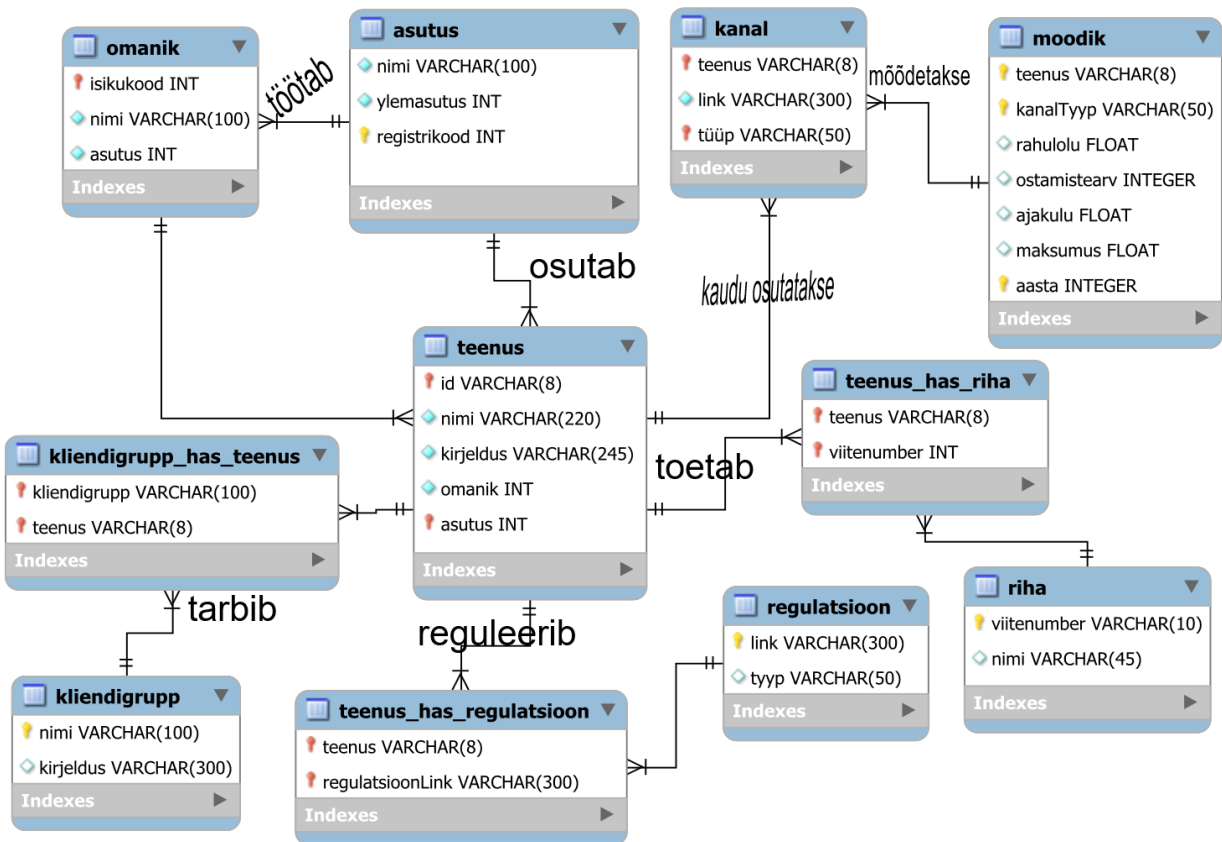 omanik
isikukood INT
nimi VARCHAR(100)
asutus INT
Indexes
töötab
asutus
nimi VARCHAR(100)
ylemasutus INT
registrikood INT
Indexes
kanal
teenus VARCHAR(8)
link VARCHAR(300)
tüüp VARCHAR(50)
Indexes
mõõdetakse
moodik
teenus VARCHAR(8)
kanalTyyp VARCHAR(50)
rahulolu FLOAT
ostamistearv INTEGER
ajakulu FLOAT
maksumus FLOAT
aasta INTEGER
Indexes
osutab
kaudu osutatakse
teenus
id VARCHAR(8)
nimi VARCHAR(220)
kirjeldus VARCHAR(245)
omanik INT
asutus INT
Indexes
teenus_has_riha
teenus VARCHAR(8)
viitenumber INT
Indexes
toetab
kliendigrupp_has_teenus
kliendigrupp VARCHAR(100)
teenus VARCHAR(8)
Indexes
tarbib
reguleerib
regulatsioon
link VARCHAR(300)
tyyp VARCHAR(50)
Indexes
riha
viitenumber VARCHAR(10)
nimi VARCHAR(45)
Indexes
kliendigrupp
nimi VARCHAR(100)
kirjeldus VARCHAR(300)
Indexes
teenus_has_regulatsioon
teenus VARCHAR(8)
regulatsioonLink VARCHAR(300)
Indexes